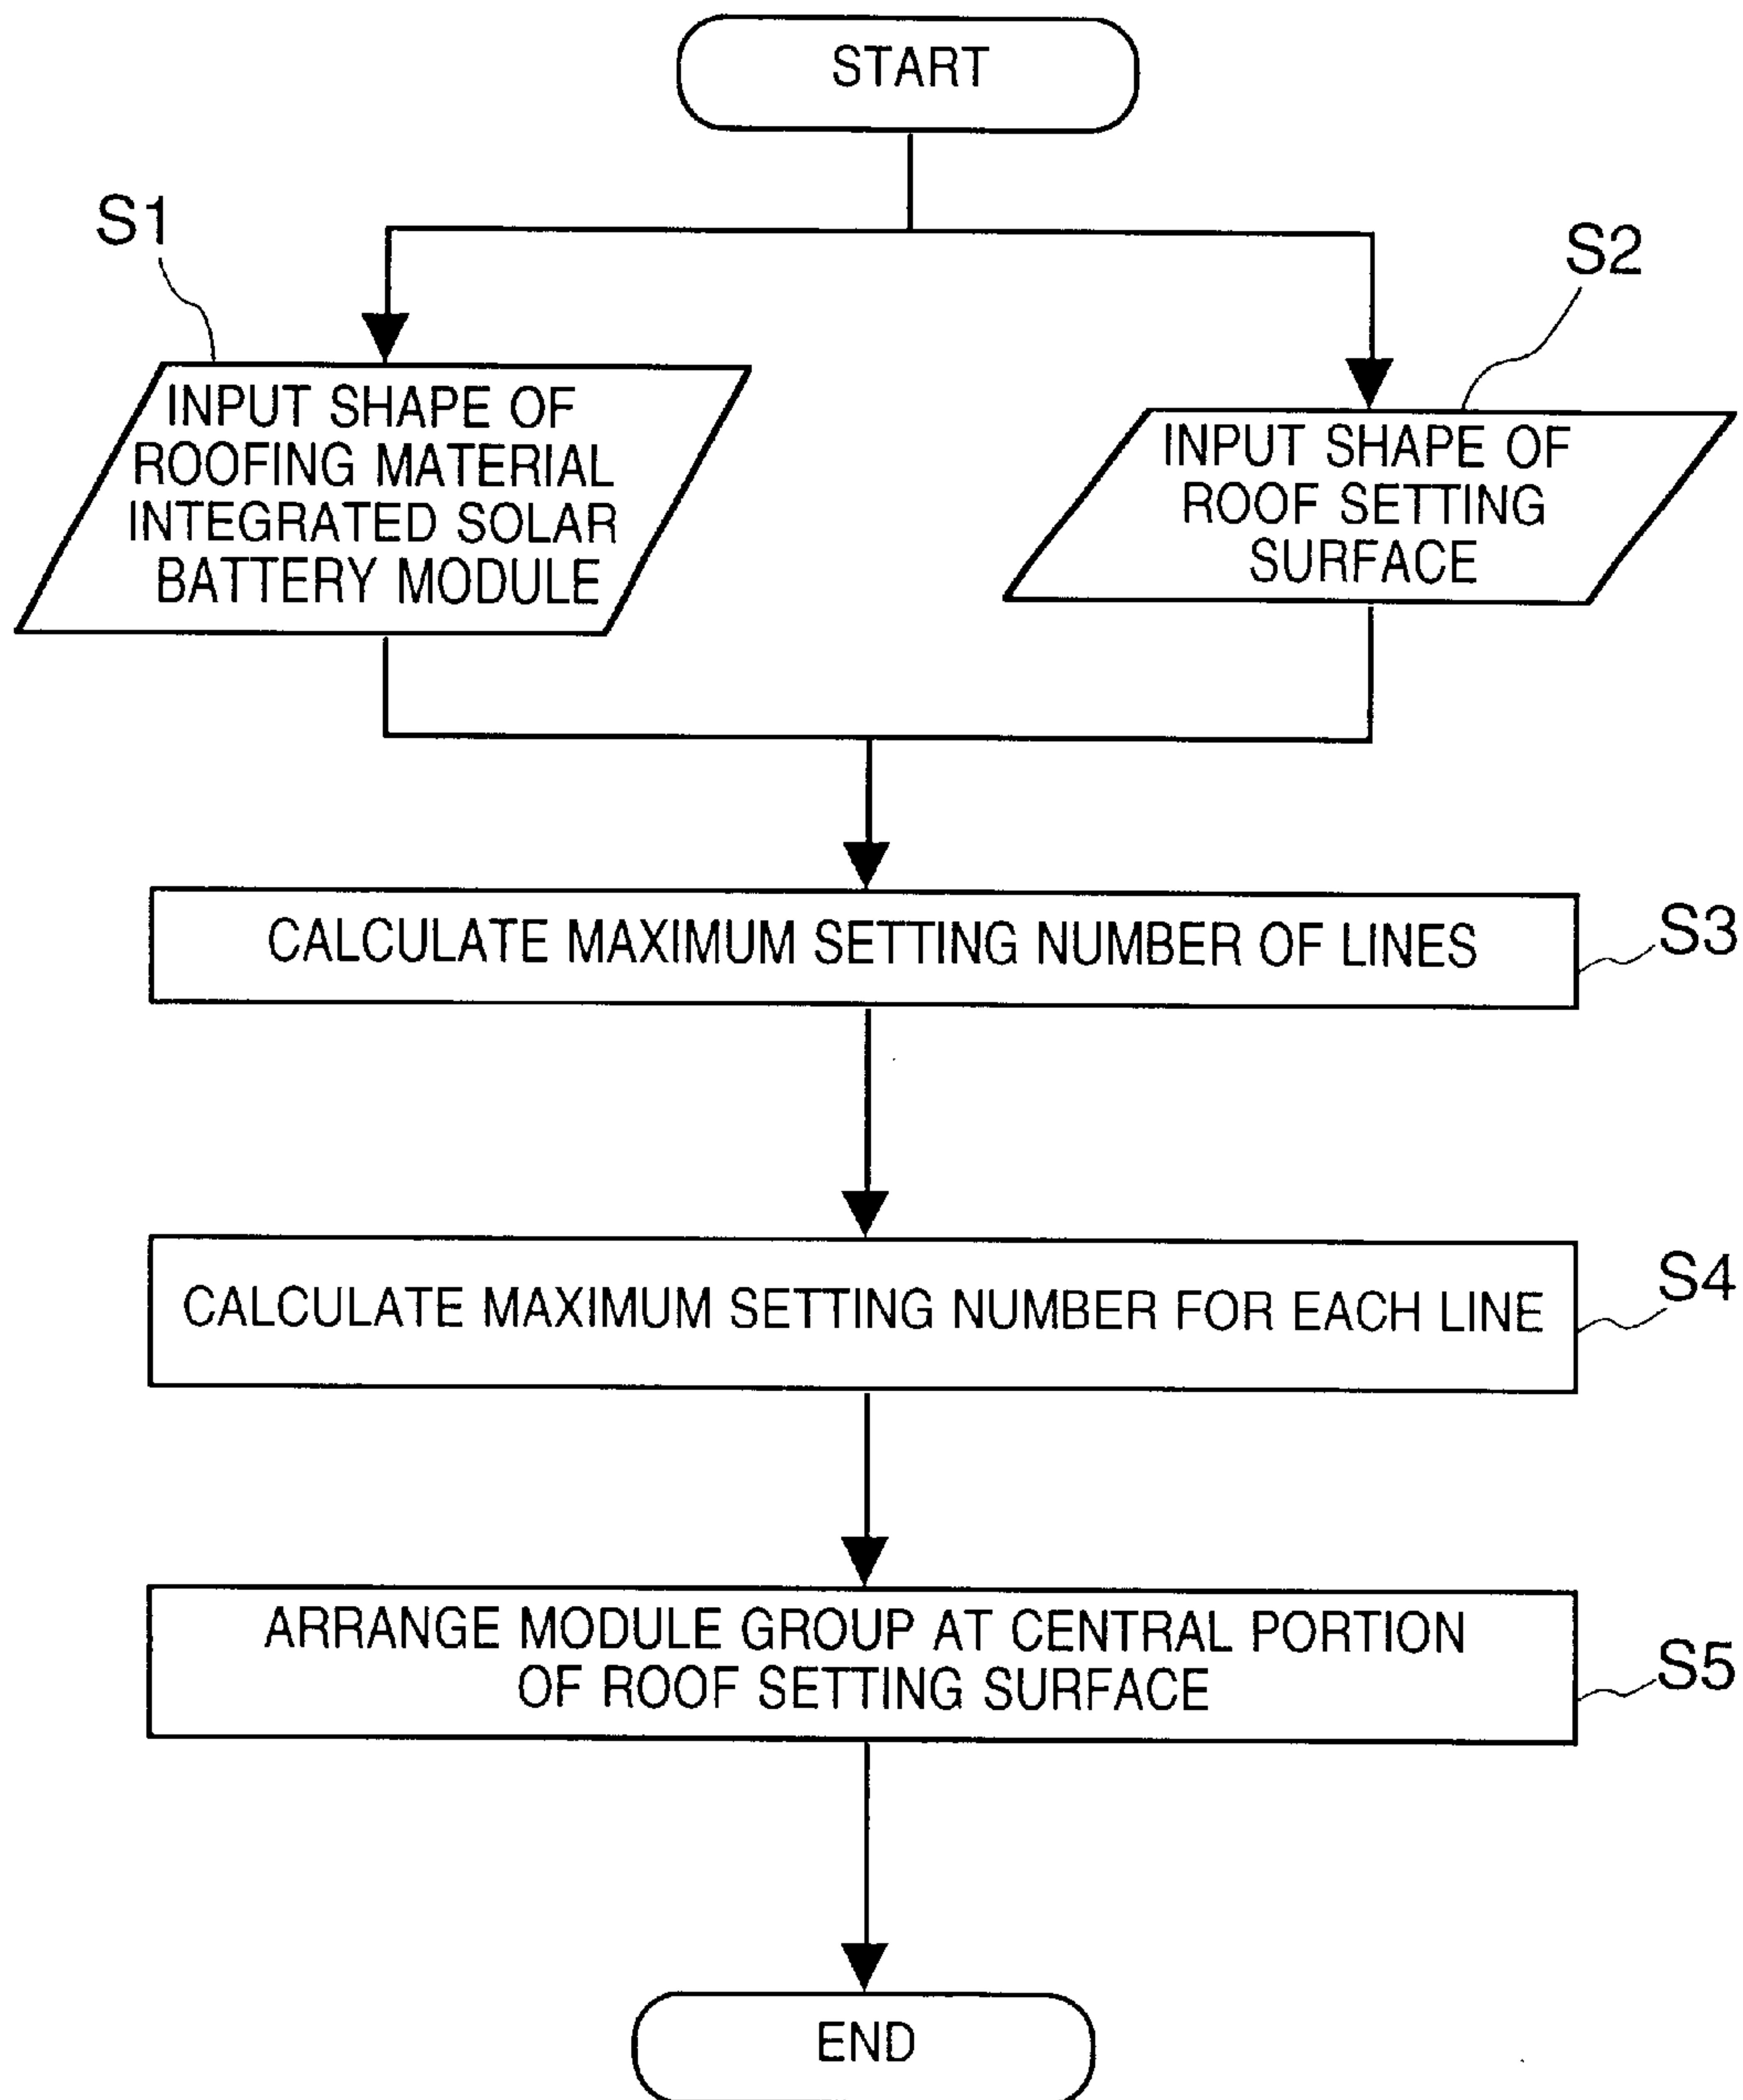 START
S1
S2
INPUT SHAPE OF
ROOFING MATERIAL
INTEGRATED SOLAR
BATTERY MODULE
INPUT SHAPE OF
ROOF SETTING
SURFACE
CALCULATE MAXIMUM SETTING NUMBER OF LINES
S3
CALCULATE MAXIMUM SETTING NUMBER FOR EACH LINE
S4
ARRANGE MODULE GROUP AT CENTRAL PORTION
OF ROOF SETTING SURFACE
S5
END